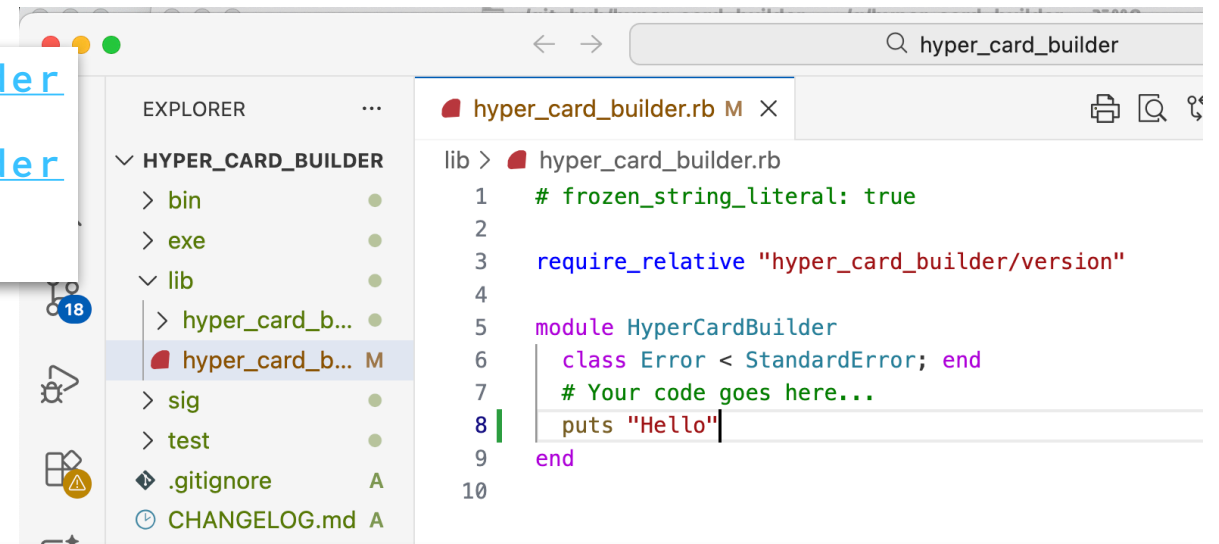 hyper_card_builder
der
der
EXPLORER ...
HYPER_CARD_BUILDER
bin
exe
lib
hyper_card_b...
hyper_card_b... M
sig
test
.gitignore A
CHANGELOG.md A
18
hyper_card_builder.rb M
lib > hyper_card_builder.rb
1 # frozen_string_literal: true
2
3 require_relative "hyper_card_builder/version"
4
5 module HyperCardBuilder
6 class Error < StandardError; end
7 # Your code goes here...
8 puts "Hello"
9 end
10